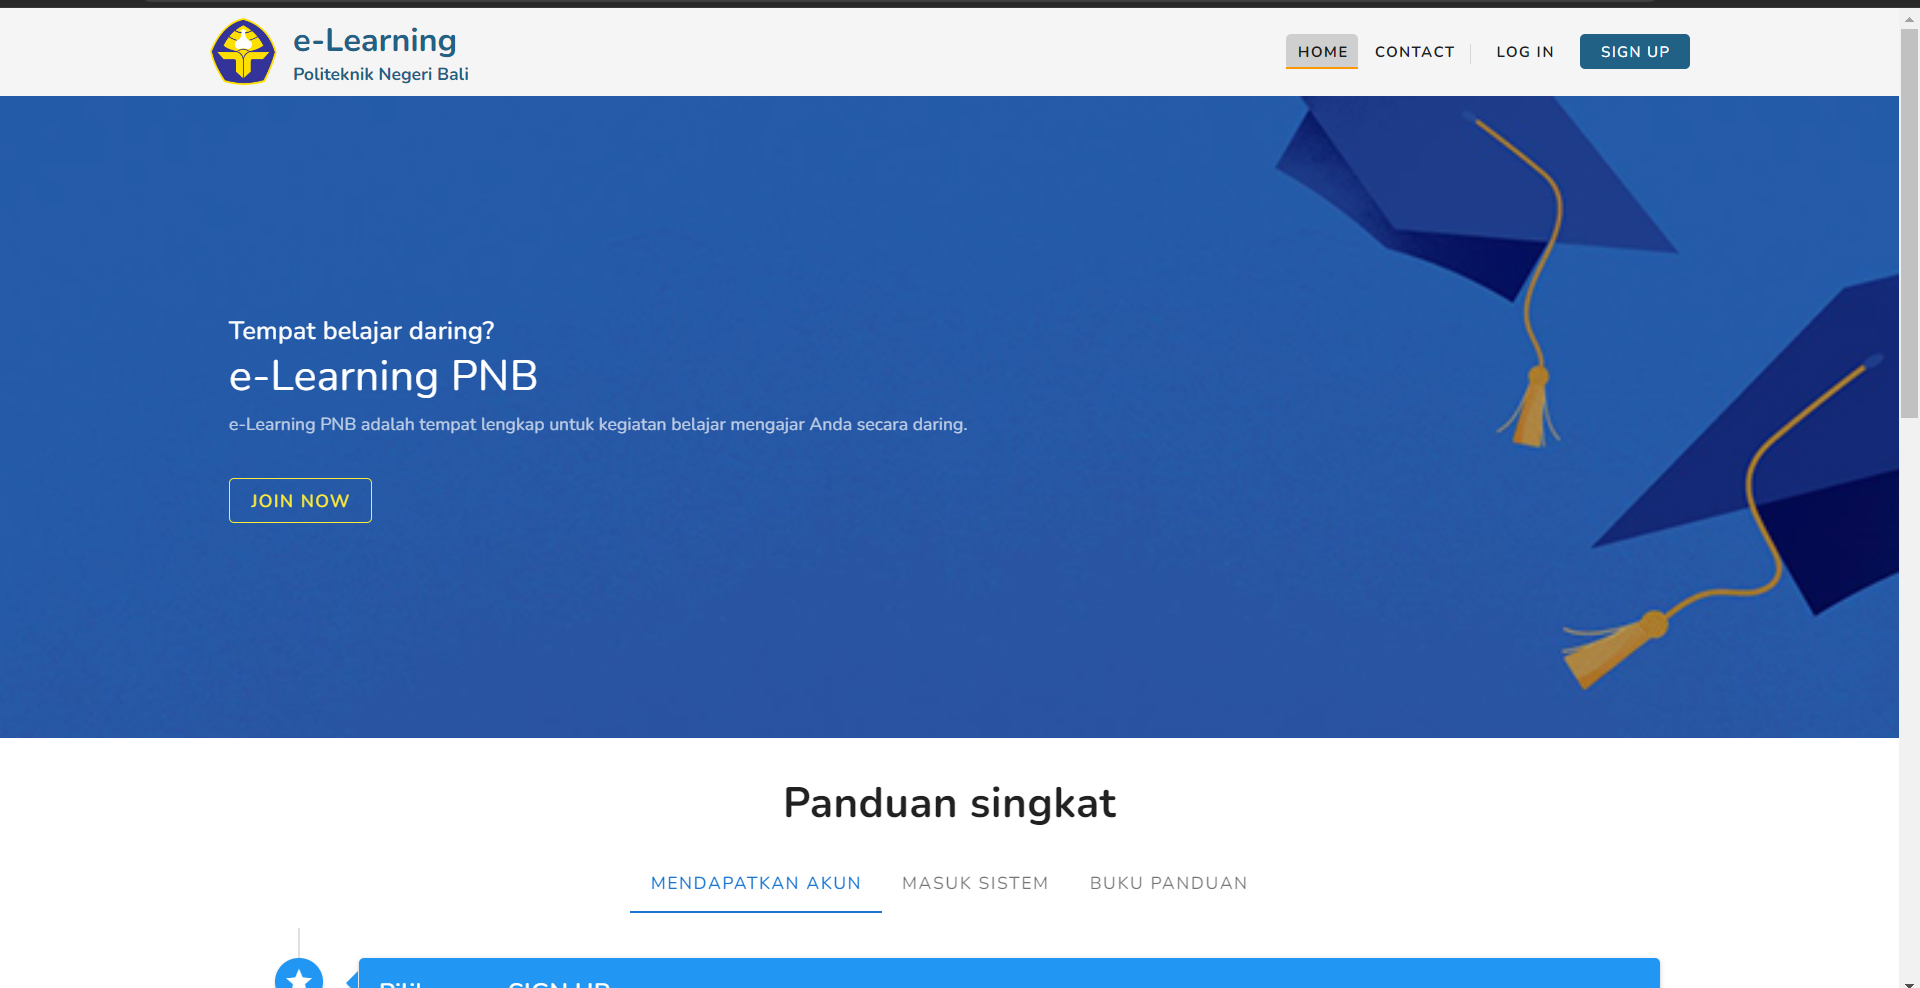 e-Learning
Politeknik Negeri Bali
HOME
CONTACT
LOG IN
SIGN UP
Tempat belajar daring?
e-Learning PNB
e-Learning PNB adalah tempat lengkap untuk kegiatan belajar mengajar Anda secara daring.
JOIN NOW
Panduan singkat
MENDAPATKAN AKUN
MASUK SISTEM
BUKU PANDUAN
SIGN UP